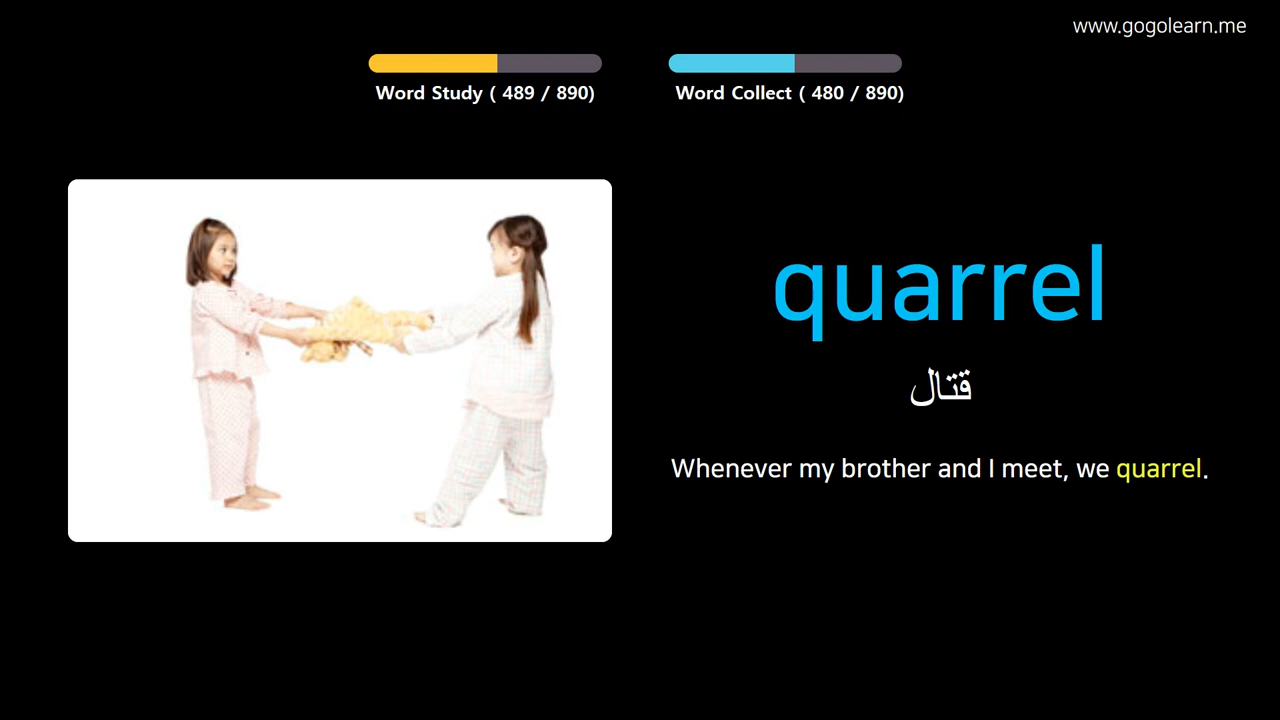 www.gogolearn.me
Word Study ( 489 / 890)
Word Collect ( 480 / 890)
quarrel
قتال
Whenever my brother and I meet, we quarrel.